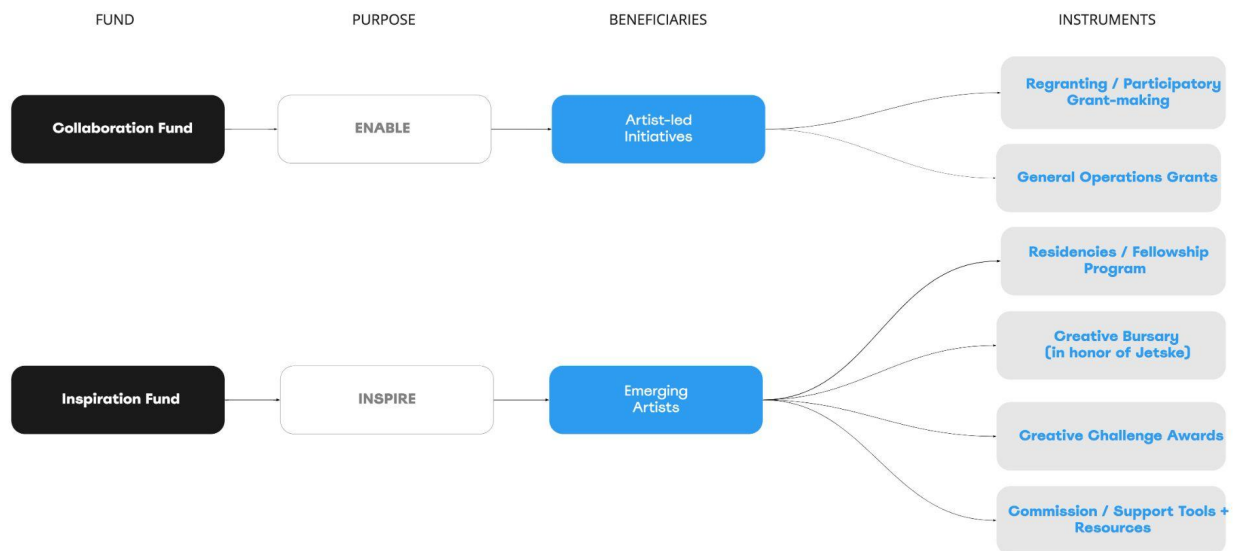 FUND
PURPOSE
BENEFICIARIES
INSTRUMENTS
Collaboration Fund
ENABLE
Artist-led
Initiatives
Regranting / Participatory
Grant-making
General Operations Grants
Inspiration Fund
INSPIRE
Emerging
Artists
Residencies / Fellowship
Program
Creative Bursary
(in honor of Jetske)
Creative Challenge Awards
Commission / Support Tools +
Resources